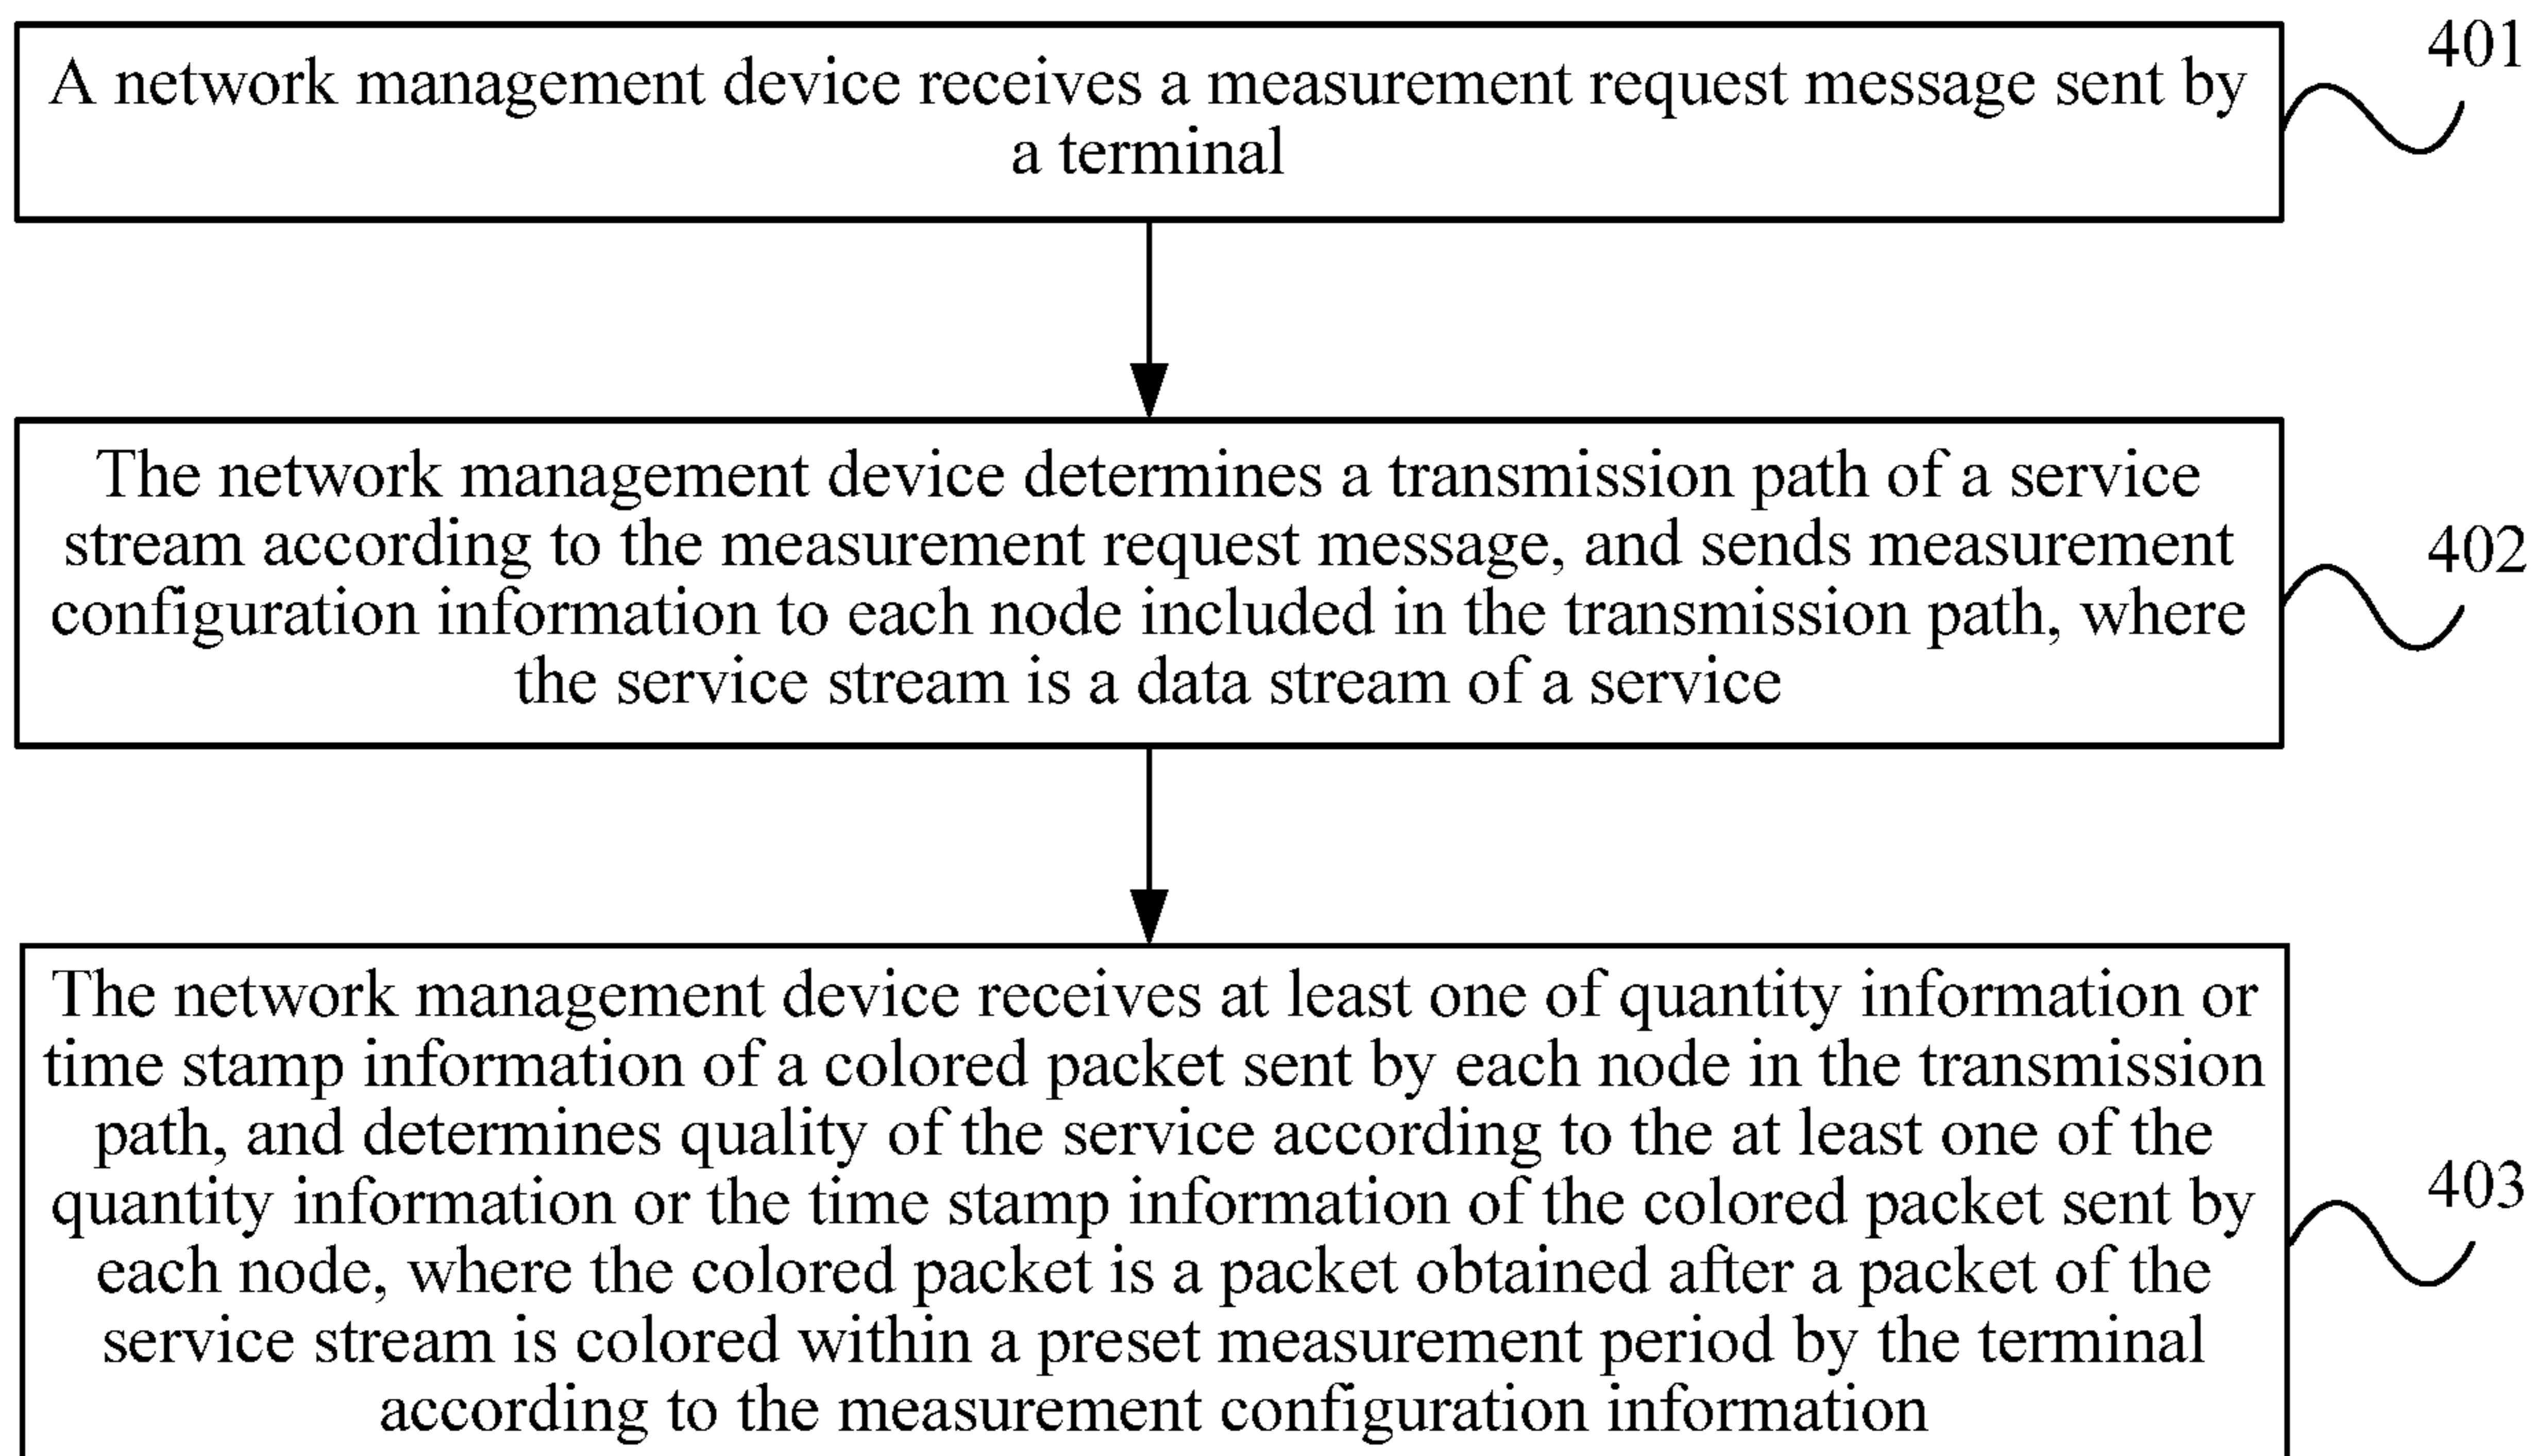 A network management device receives a measurement request message sent by
a terminal
401
The network management device determines a transmission path of a service
stream according to the measurement request message, and sends measurement
configuration information to each node included in the transmission path, where
the service stream is a data stream of a service
402
The network management device receives at least one of quantity information or
time stamp information of a colored packet sent by each node in the transmission
path, and determines quality of the service according to the at least one of the
quantity information or the time stamp information of the colored packet sent by
each node, where the colored packet is a packet obtained after a packet of the
service stream is colored within a preset measurement period by the terminal
according to the measurement configuration information
403